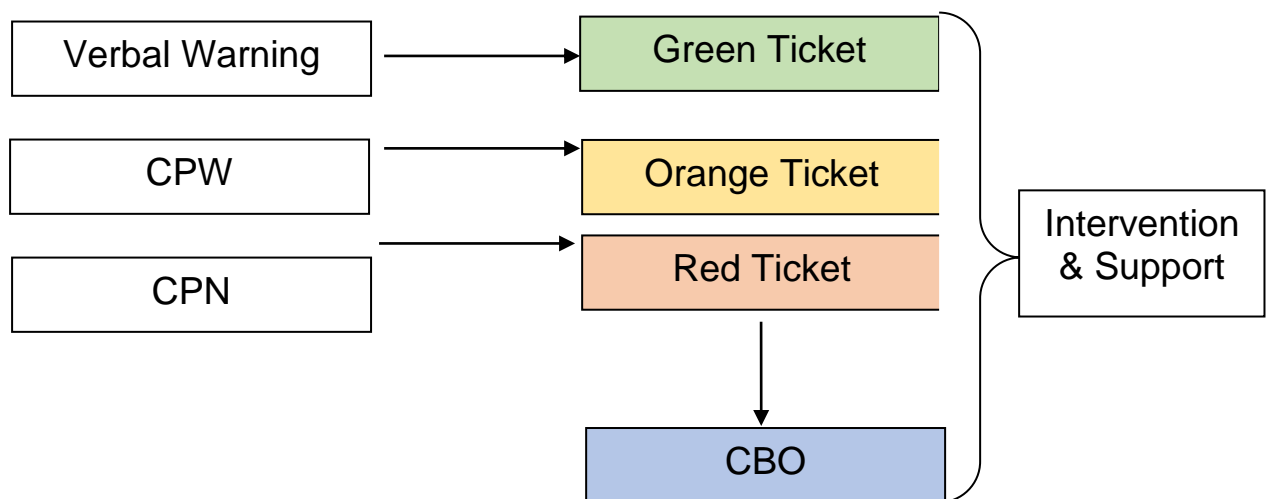 Verbal Warning
Green Ticket
CPW
Orange Ticket
Intervention
& Support
CPN
Red Ticket
CBO